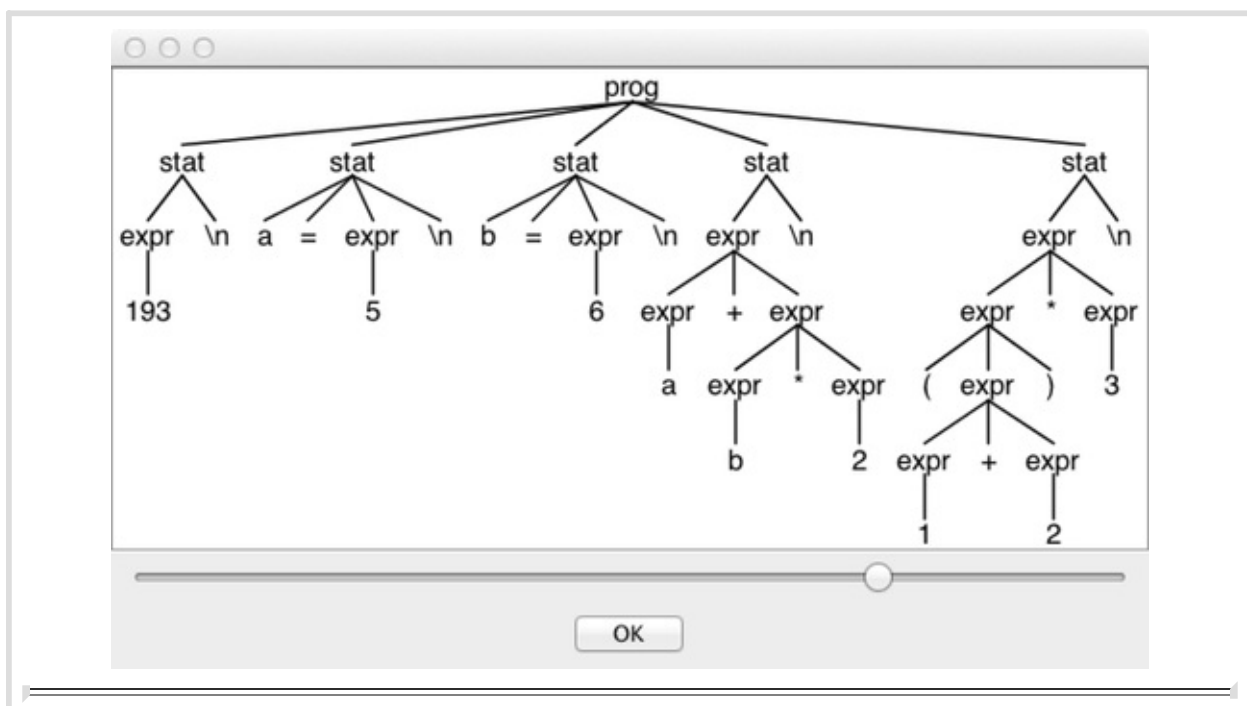 prog
stat stat stat stat stat
expr \n a = expr \n b = expr \n expr \n expr \n
193 5 6 expr + expr expr * expr
a expr * expr ( expr ) 3
b 2 expr + expr
1 2
OK